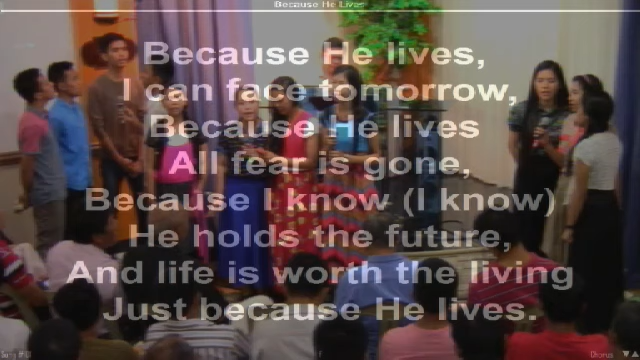 Because He Lives
Because He lives,
I can face tomorrow,
Because He lives
All fear is gone,
Because I know (I know)
He holds the future,
And life is worth the living
Just because He lives.
Chorus